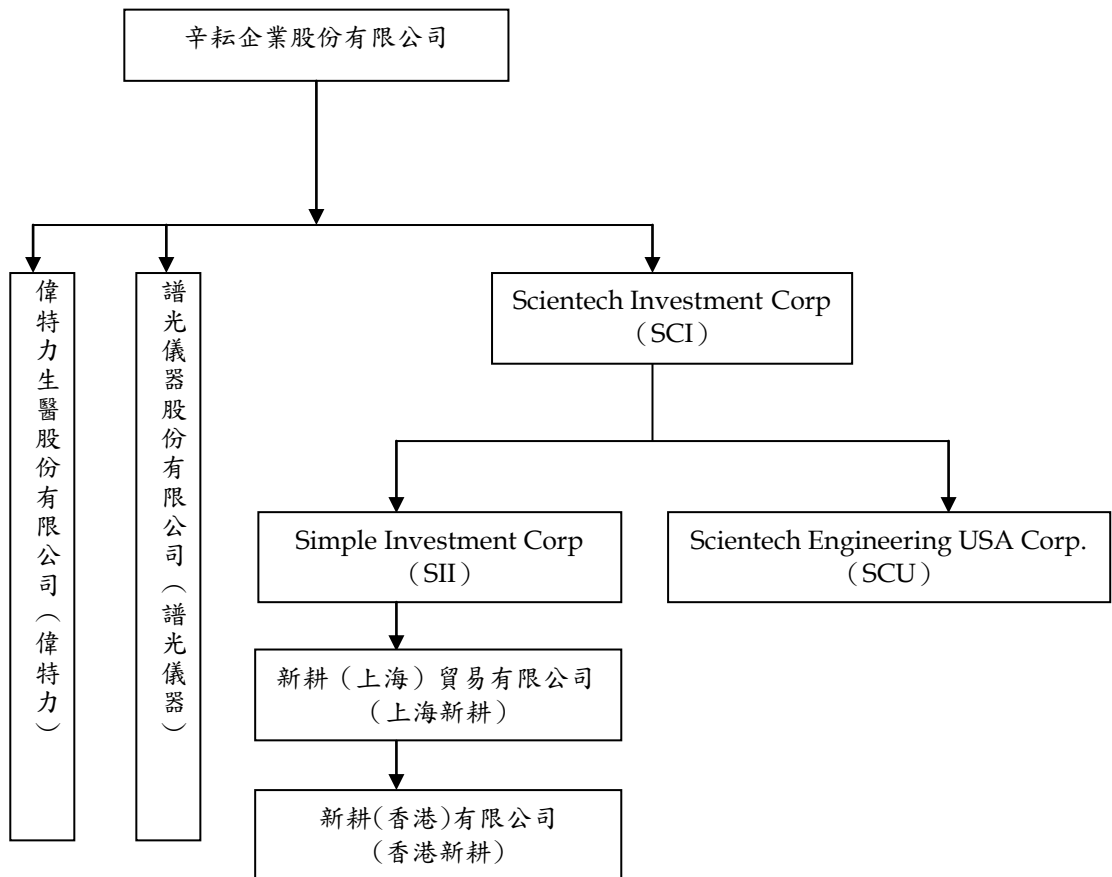 辛耘企業股份有限公司
偉特力生醫股份有限公司（偉特力）
譜光儀器股份有限公司（譜光儀器）
Scientech Investment Corp
（SCI）
Simple Investment Corp
（SII）
Scientech Engineering USA Corp.
（SCU）
新耕（上海）貿易有限公司
（上海新耕）
新耕(香港)有限公司
（香港新耕）